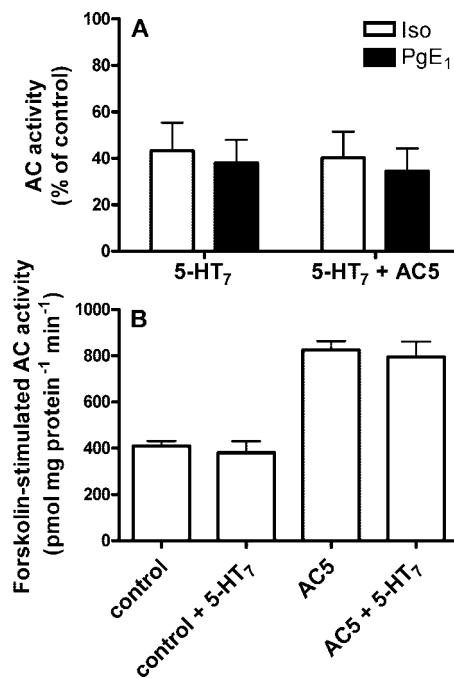 A
Iso
PgE₁
AC activity
(% of control)
100
80
60
40
20
0
5-HT₇
5-HT₇ + AC5
B
Forskolin-stimulated AC activity
(pmol mg protein⁻¹ min⁻¹)
1000
800
600
400
200
0
control
control + 5-HT₇
AC5
AC5 + 5-HT₇